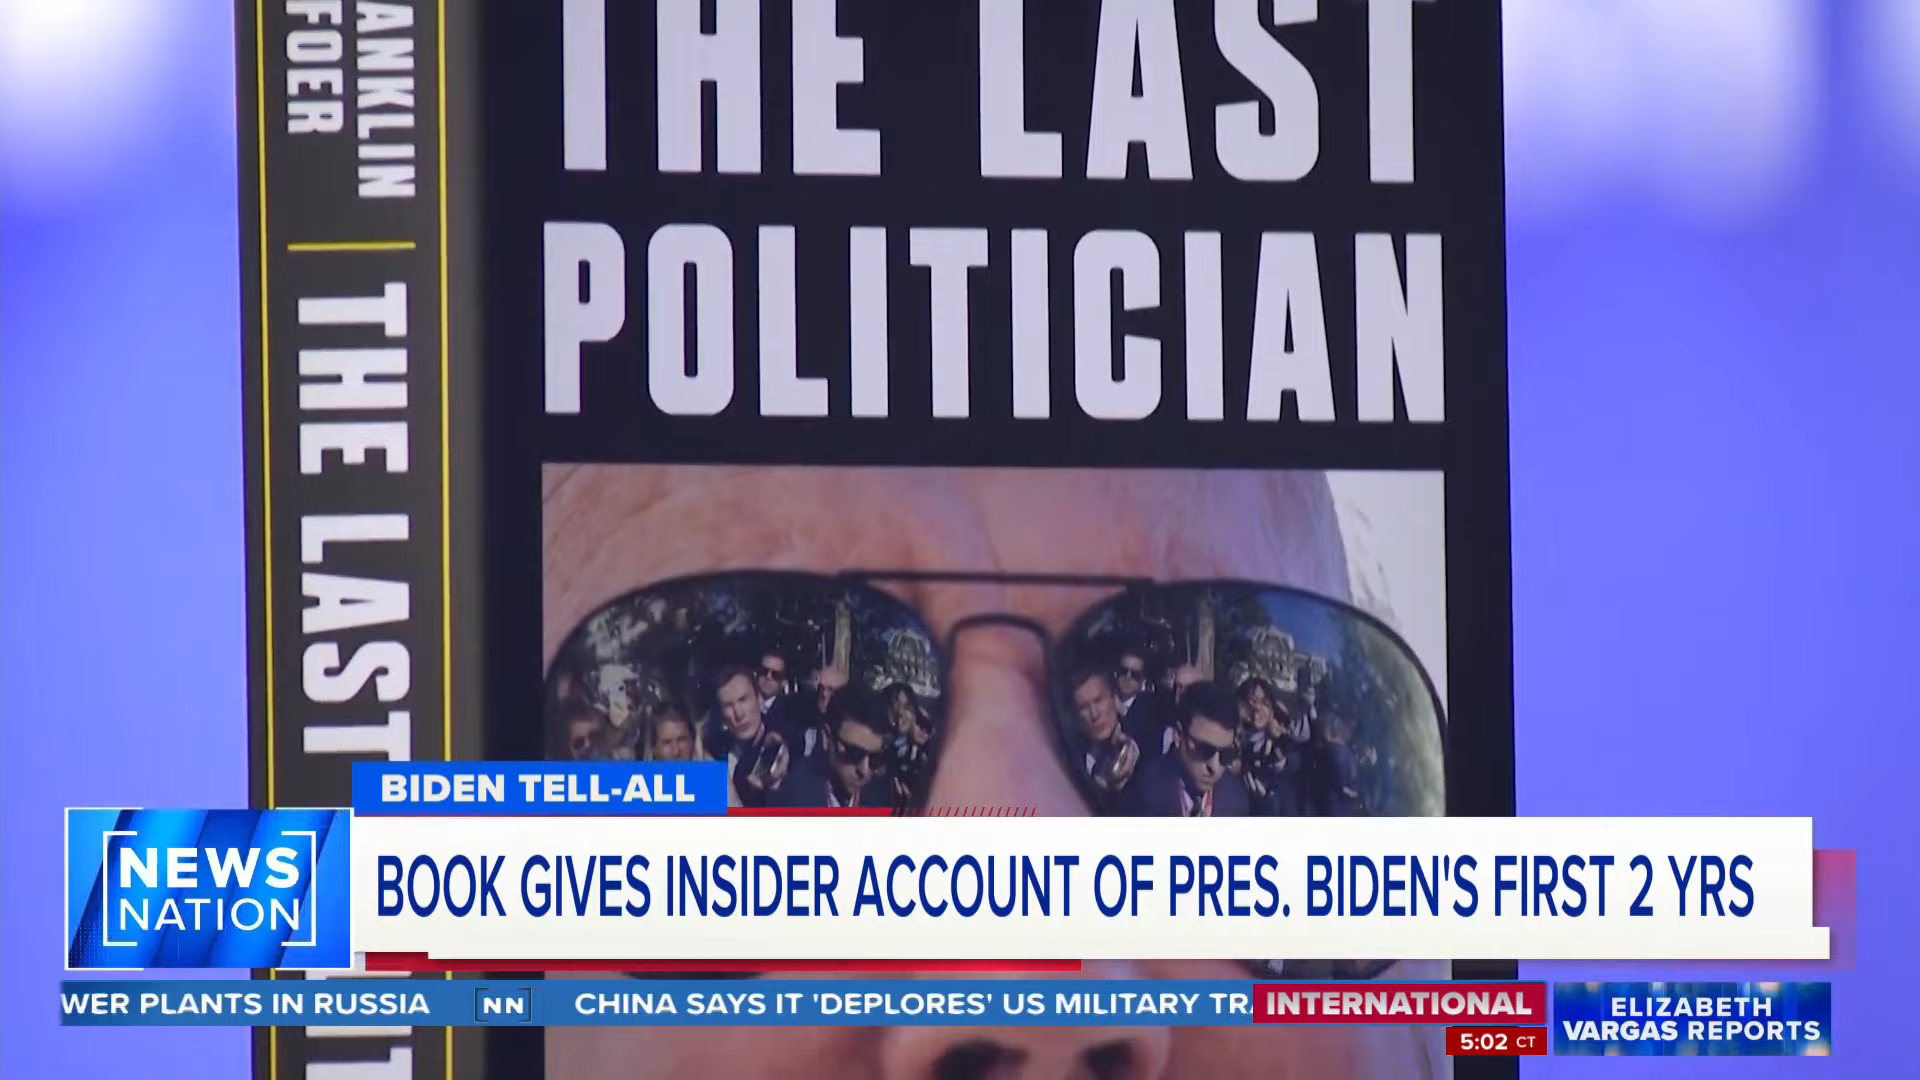 ANKLIN
FOER
THE LAST
THE LAST
POLITICIAN
BIDEN TELL-ALL
NEWS
NATION
BOOK GIVES INSIDER ACCOUNT OF PRES. BIDEN'S FIRST 2 YRS
WER PLANTS IN RUSSIA
NN
CHINA SAYS IT 'DEPLORES' US MILITARY TRA
INTERNATIONAL
5:02 CT
ELIZABETH
VARGAS REPORTS